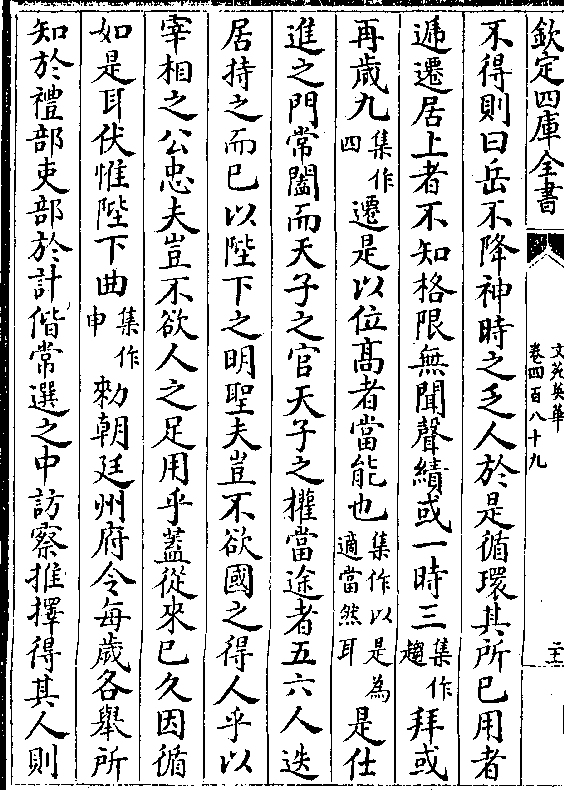 欽定四庫全書
文苑英華
卷四百八十九
二十
不得則曰岳不降神時之乏人於是循環其所已用者
遞遷居上者不知格限無聞聲績或一時三集作趨拜或
再歲九集作四遷是以位髙者當能也集作以是為適當然耳是仕
進之門常闔而天子之官天子之權當途者五六人迭
居持之而已以陛下之明聖夫豈不欲國之得人乎以
宰相之公忠夫豈不欲人之足用乎葢從來已久因循
如是耳伏惟陛下曲集作申勑朝廷州府令每歲各舉所
知於禮部吏部於計偕常選之中訪察推擇得其人則